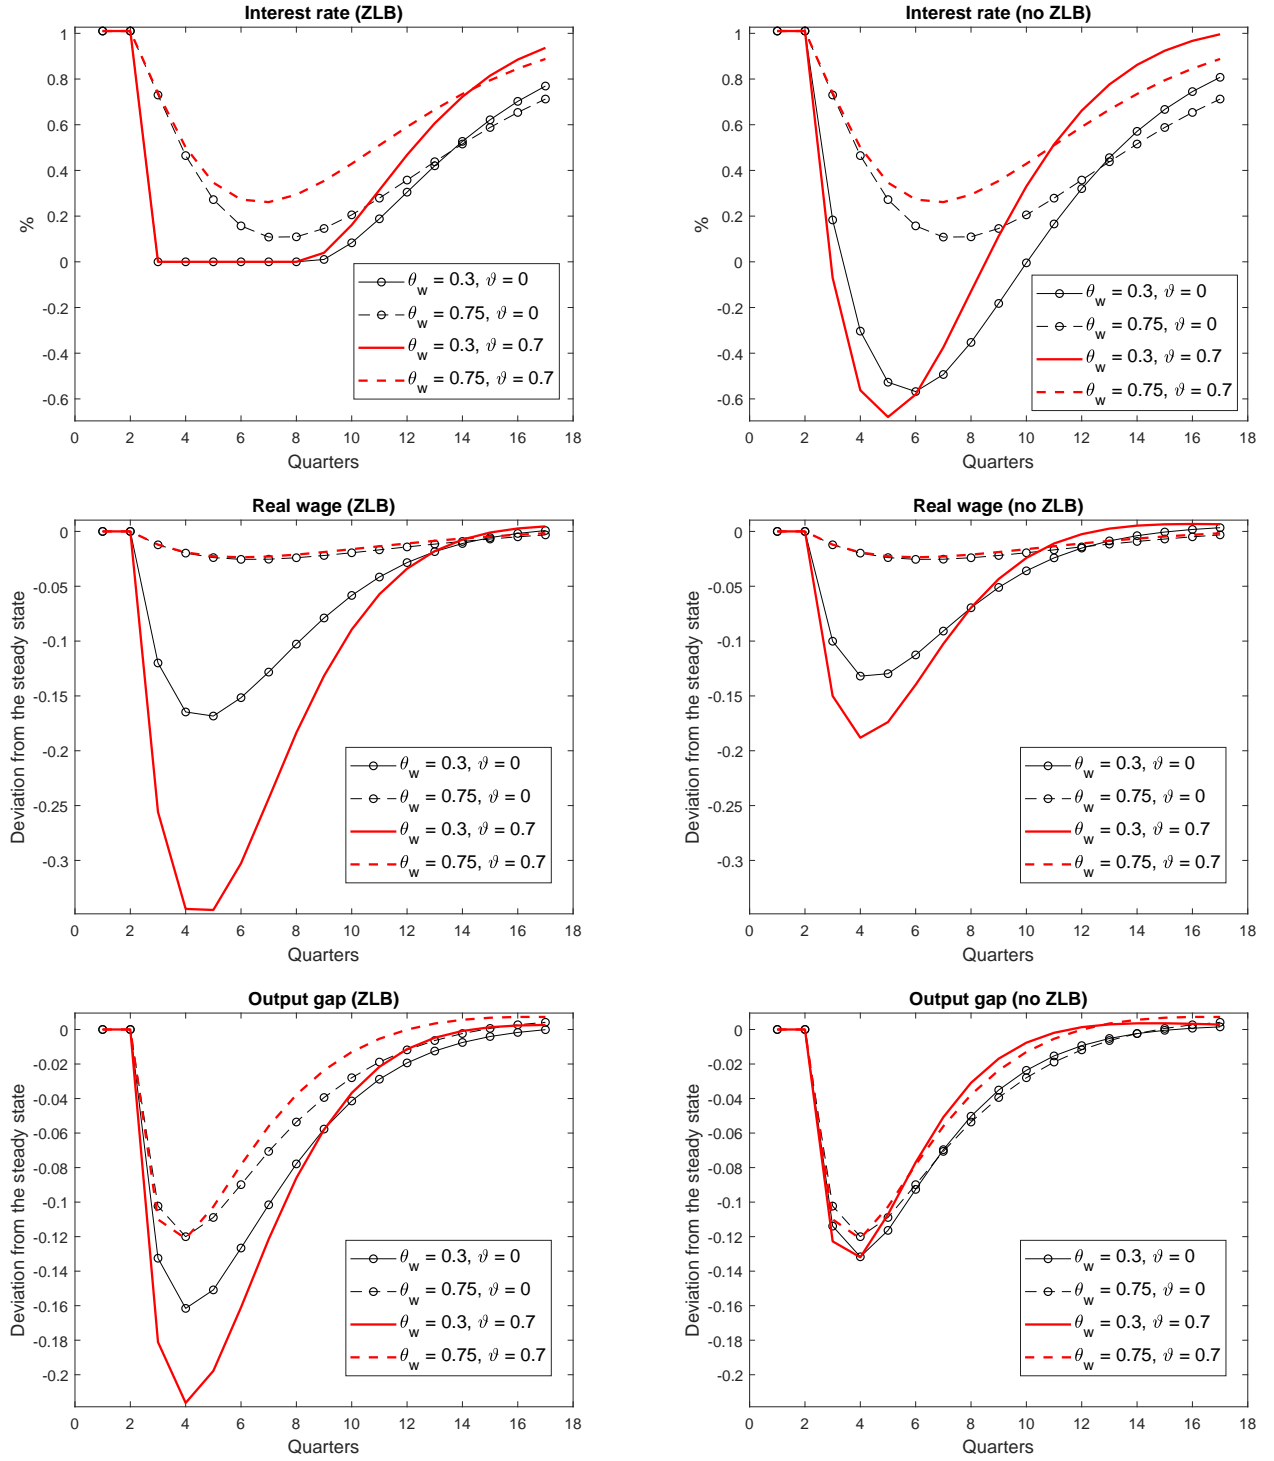 Interest rate (ZLB)
1
0.8
0.6
0.4
0.2
0
-0.2
-0.4
-0.6
%
0 2 4 6 8 10 12 14 16 18
Quarters
θw = 0.3, ϑ = 0
θw = 0.75, ϑ = 0
θw = 0.3, ϑ = 0.7
θw = 0.75, ϑ = 0.7
Interest rate (no ZLB)
1
0.8
0.6
0.4
0.2
0
-0.2
-0.4
-0.6
%
0 2 4 6 8 10 12 14 16 18
Quarters
θw = 0.3, ϑ = 0
θw = 0.75, ϑ = 0
θw = 0.3, ϑ = 0.7
θw = 0.75, ϑ = 0.7
Real wage (ZLB)
0
-0.05
-0.1
-0.15
-0.2
-0.25
-0.3
Deviation from the steady state
0 2 4 6 8 10 12 14 16 18
Quarters
θw = 0.3, ϑ = 0
θw = 0.75, ϑ = 0
θw = 0.3, ϑ = 0.7
θw = 0.75, ϑ = 0.7
Real wage (no ZLB)
0
-0.05
-0.1
-0.15
-0.2
-0.25
-0.3
Deviation from the steady state
0 2 4 6 8 10 12 14 16 18
Quarters
θw = 0.3, ϑ = 0
θw = 0.75, ϑ = 0
θw = 0.3, ϑ = 0.7
θw = 0.75, ϑ = 0.7
Output gap (ZLB)
0
-0.02
-0.04
-0.06
-0.08
-0.1
-0.12
-0.14
-0.16
-0.18
-0.2
Deviation from the steady state
0 2 4 6 8 10 12 14 16 18
Quarters
θw = 0.3, ϑ = 0
θw = 0.75, ϑ = 0
θw = 0.3, ϑ = 0.7
θw = 0.75, ϑ = 0.7
Output gap (no ZLB)
0
-0.02
-0.04
-0.06
-0.08
-0.1
-0.12
-0.14
-0.16
-0.18
-0.2
Deviation from the steady state
0 2 4 6 8 10 12 14 16 18
Quarters
θw = 0.3, ϑ = 0
θw = 0.75, ϑ = 0
θw = 0.3, ϑ = 0.7
θw = 0.75, ϑ = 0.7